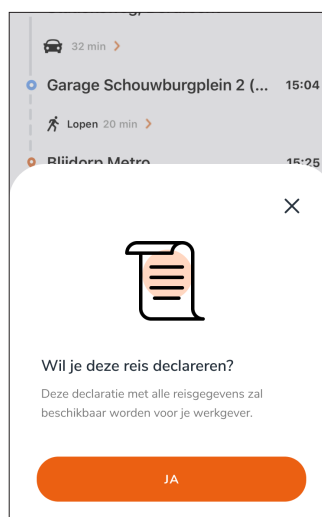 32 min
Garage Schouwburgplein 2 (... 15:04
Lopen 20 min
Blijdorp Metro 15:25
Wil je deze reis declareren?
Deze declaratie met alle reisgegevens zal
beschikbaar worden voor je werkgever.
JA